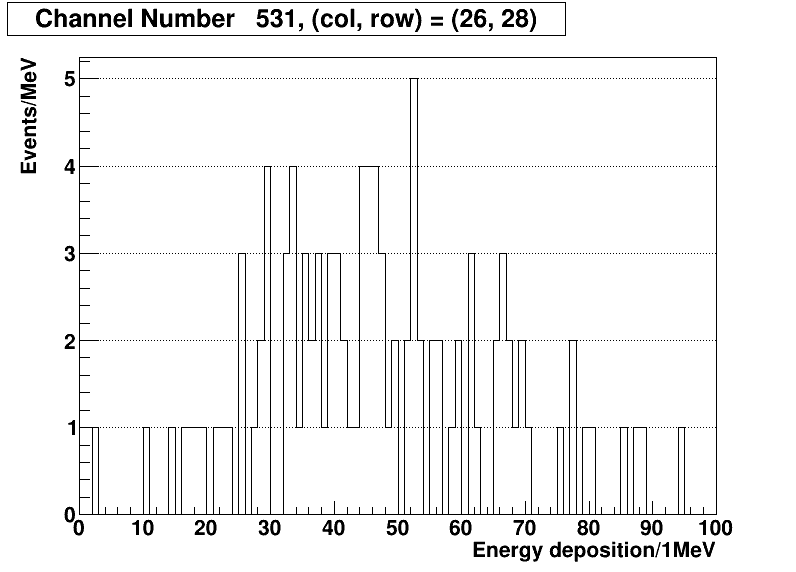 Channel Number 531, (col, row) = (26, 28)
Events/MeV
5
4
3
2
1
0
0 10 20 30 40 50 60 70 80 90 100
Energy deposition/1MeV